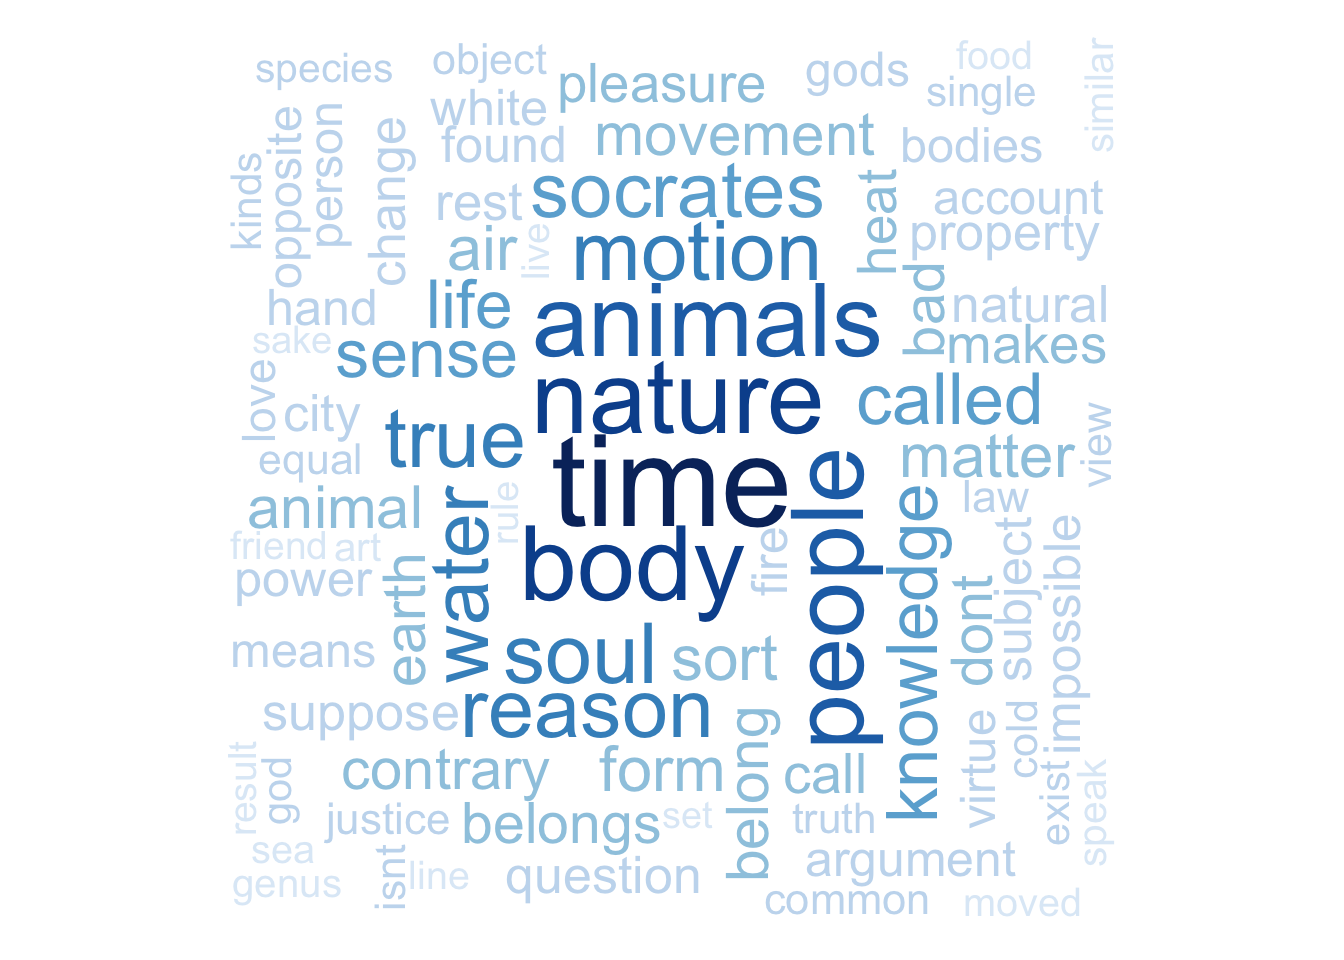 species
object
pleasure
gods
food
single
similar
white
found
movement
bodies
kinds
opposite
person
change
rest
socrates
heat
account
property
air
live
motion
hand
life
animals
bad
natural
sake
sense
makes
love
city
true
nature
called
equal
time
people
matter
view
animal
water
rule
knowledge
law
friend
art
body
fire
power
earth
dont
subject
impossible
means
soul
sort
suppose
reason
result
god
contrary
form
belong
call
virtue
cold
exist
speak
justice
belongs
set
truth
sea
genus
isnt
line
question
argument
common
moved